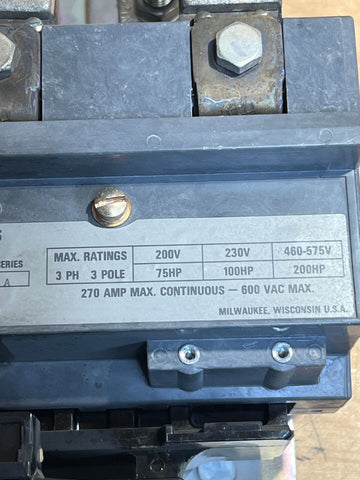 S
SERIES
A
MAX. RATINGS 200V 230V 460-575V
3 PH 3 POLE 75HP 100HP 200HP
270 AMP MAX. CONTINUOUS — 600 VAC MAX.
MILWAUKEE, WISCONSIN U.S.A.